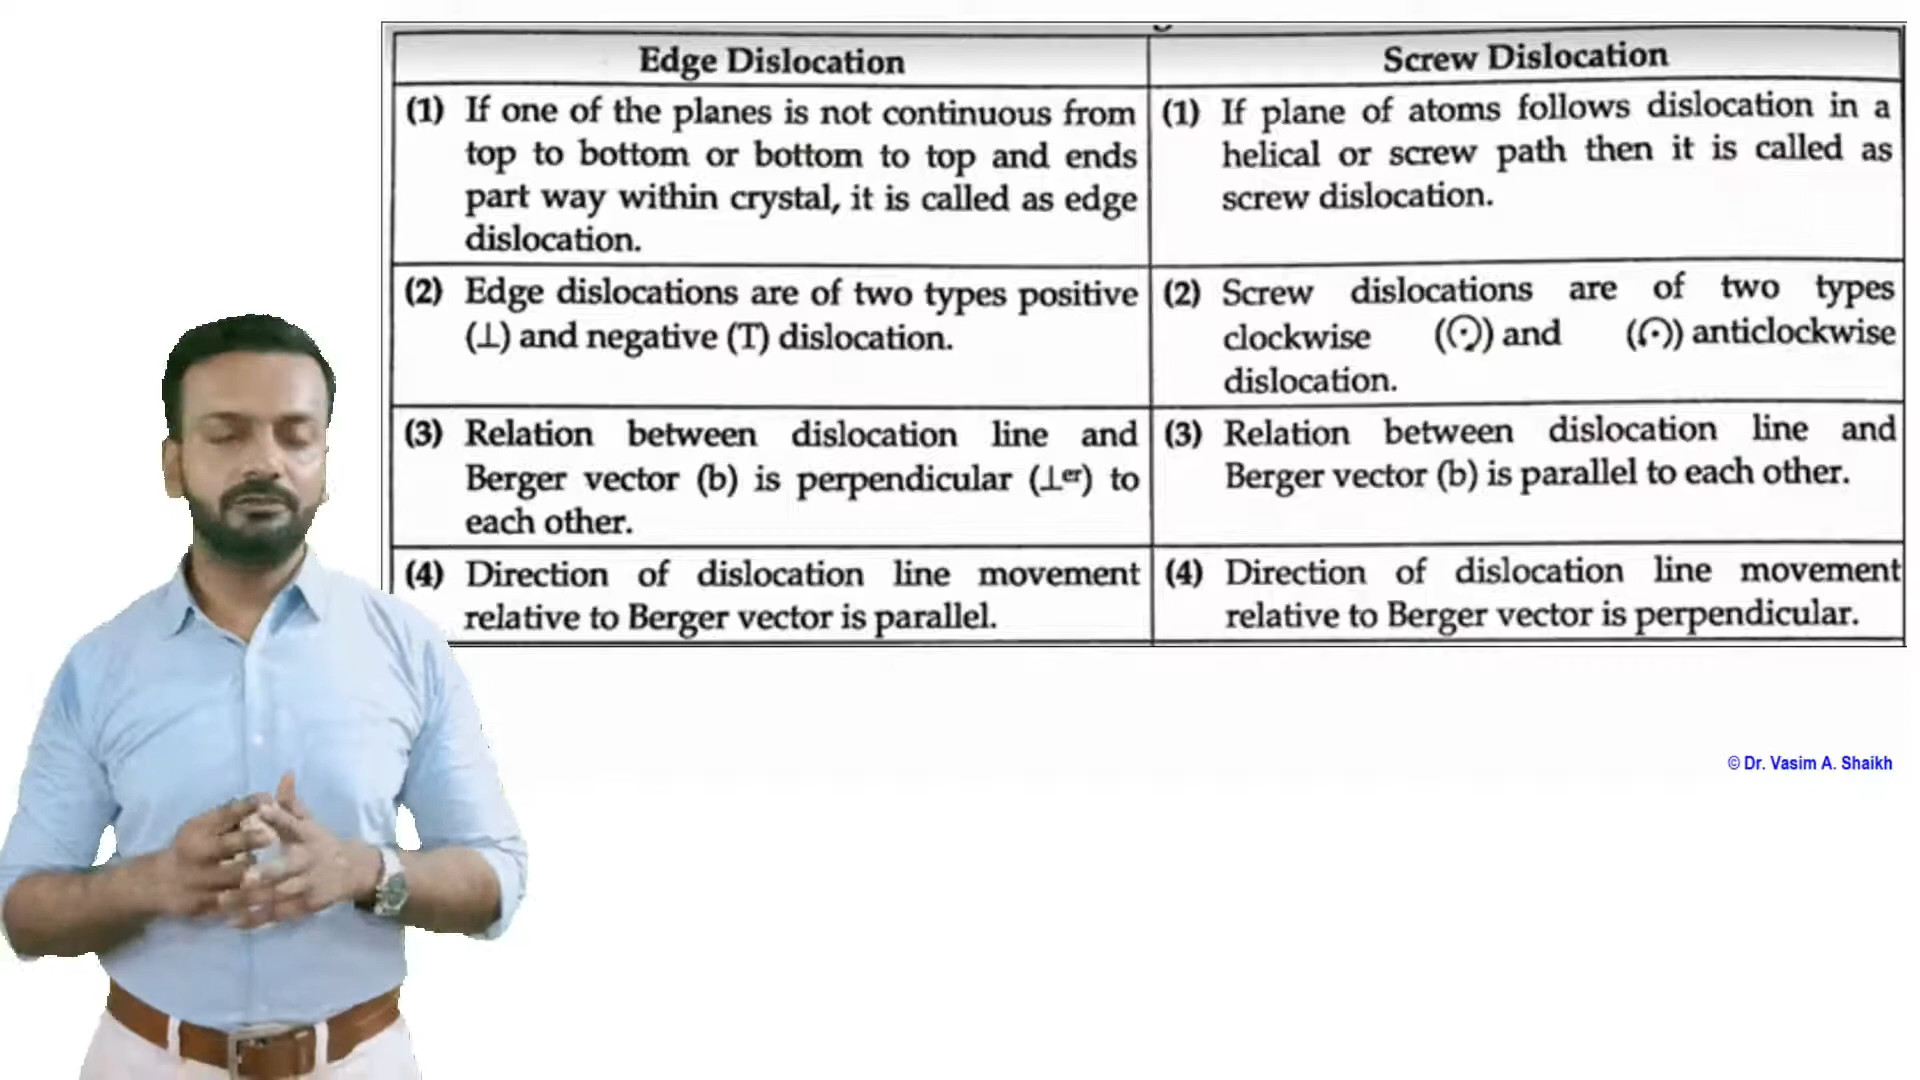 Edge Dislocation
Screw Dislocation
(1) If one of the planes is not continuous from
top to bottom or bottom to top and ends
part way within crystal, it is called as edge
dislocation.
(1) If plane of atoms follows dislocation in a
helical or screw path then it is called as
screw dislocation.
(2) Edge dislocations are of two types positive
(⊥) and negative (T) dislocation.
(2) Screw dislocations are of two types
clockwise () and () anticlockwise
dislocation.
(3) Relation between dislocation line and
Berger vector (b) is perpendicular (⊥er) to
each other.
(3) Relation between dislocation line and
Berger vector (b) is parallel to each other.
(4) Direction of dislocation line movement
relative to Berger vector is parallel.
(4) Direction of dislocation line movement
relative to Berger vector is perpendicular.
© Dr. Vasim A. Shaikh